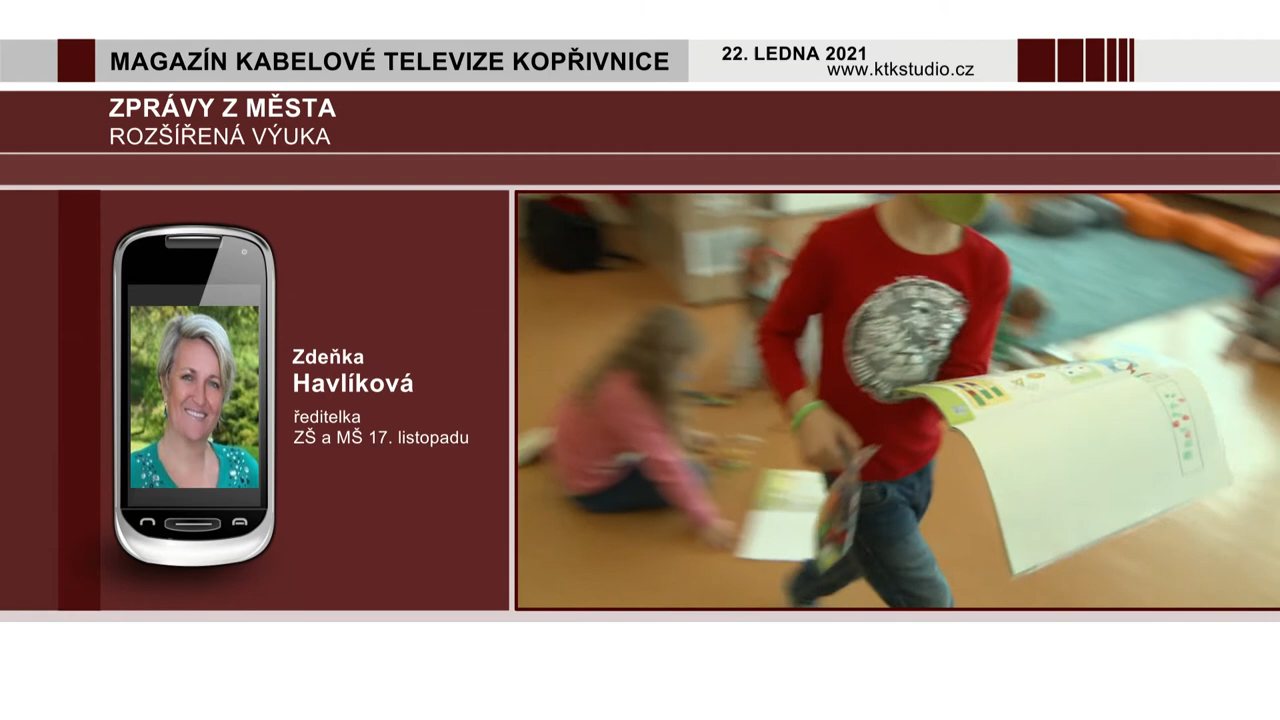 MAGAZÍN KABELOVÉ TELEVIZE KOPŘIVNICE
22. LEDNA 2021
www.ktkstudio.cz
ZPRÁVY Z MĚSTA
ROZŠÍŘENÁ VÝUKA
Zdeňka
Havlíková
ředitelka
ZŠ a MŠ 17. listopadu